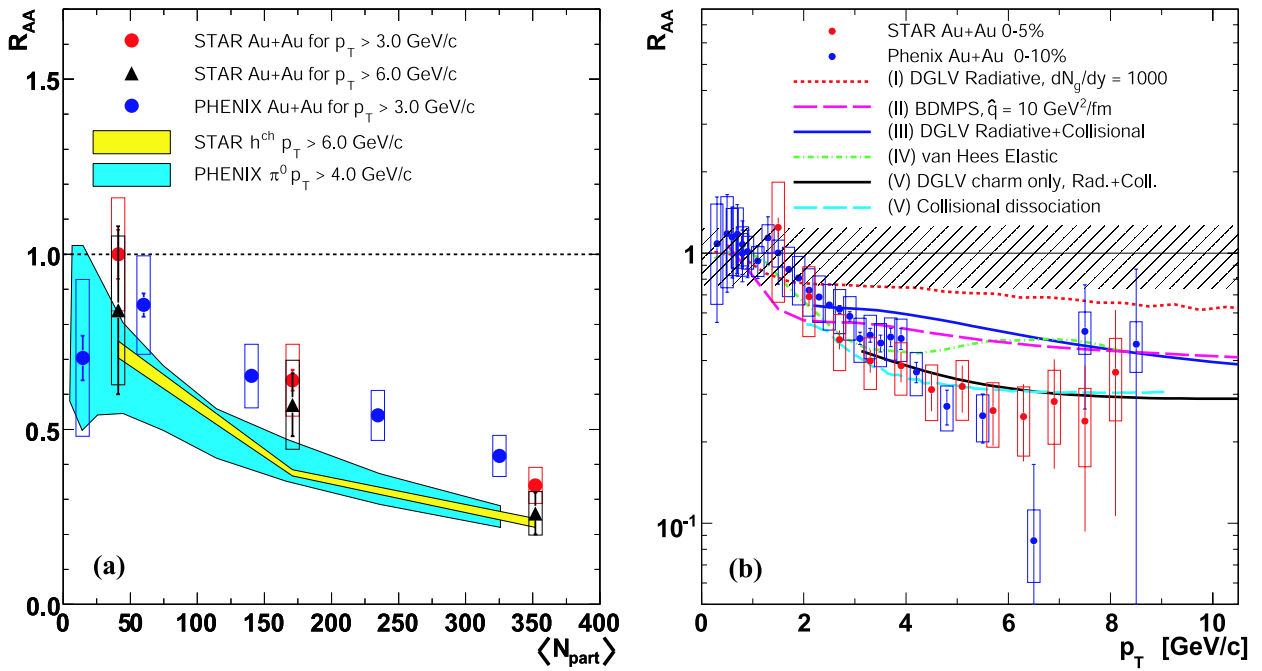 R_AA
1.5
1.0
0.5
0.0
STAR Au+Au for p_T > 3.0 GeV/c
STAR Au+Au for p_T > 6.0 GeV/c
PHENIX Au+Au for p_T > 3.0 GeV/c
STAR h^ch p_T > 6.0 GeV/c
PHENIX π^0 p_T > 4.0 GeV/c
(a)
0 50 100 150 200 250 300 350 400
⟨N_part⟩
R_AA
1
10^-1
STAR Au+Au 0-5%
Phenix Au+Au 0-10%
(I) DGLV Radiative, dN_g/dy = 1000
(II) BDMPS, q̂ = 10 GeV^2/fm
(III) DGLV Radiative+Collisional
(IV) van Hees Elastic
(V) DGLV charm only, Rad.+Coll.
(V) Collisional dissociation
(b)
0 2 4 6 8 10
p_T [GeV/c]